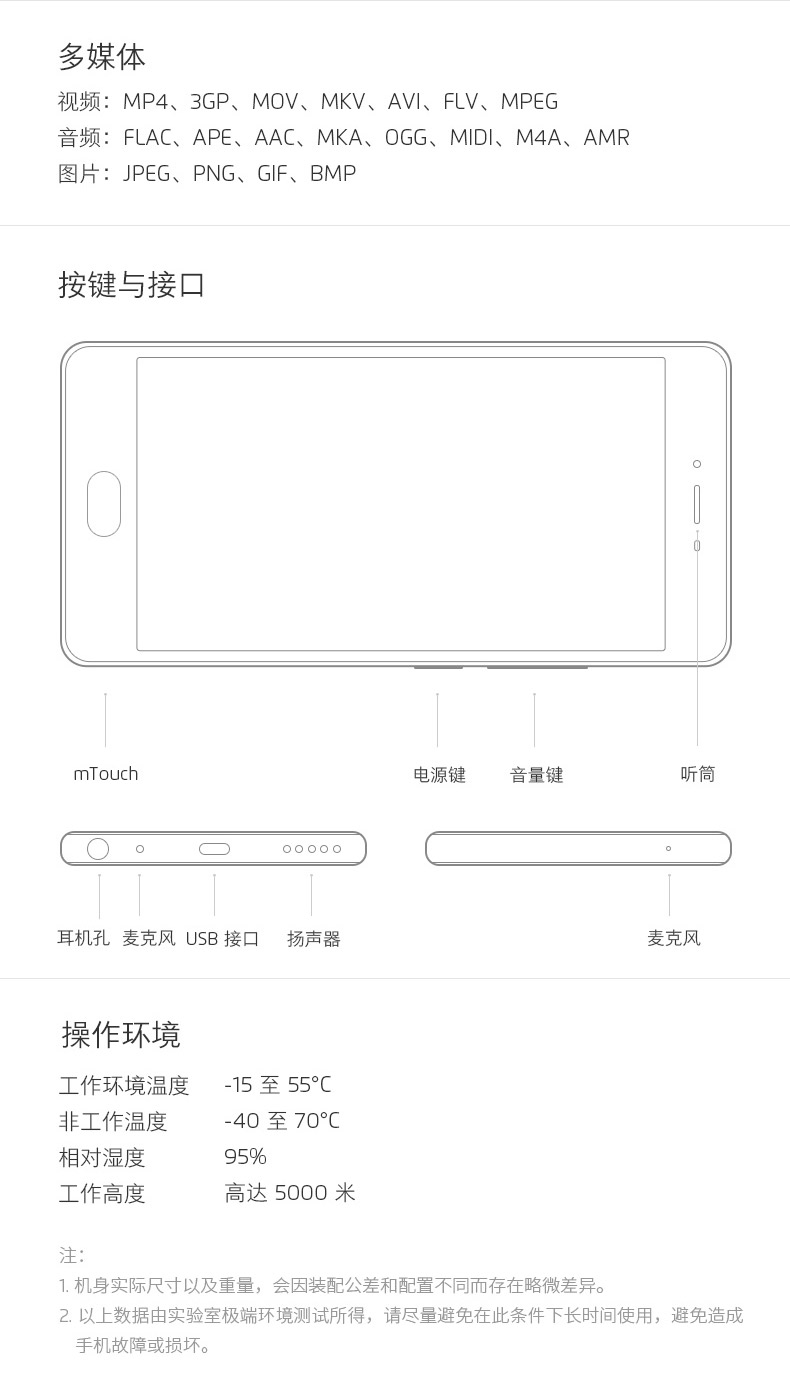 多媒体
视频：MP4、3GP、MOV、MKV、AVI、FLV、MPEG
音频：FLAC、APE、AAC、MKA、OGG、MIDI、M4A、AMR
图片：JPEG、PNG、GIF、BMP
按键与接口
mTouch 电源键 音量键 听筒
耳机孔 麦克风 USB 接口 扬声器 麦克风
操作环境
工作环境温度 -15 至 55°C
非工作温度 -40 至 70°C
相对湿度 95%
工作高度 高达 5000 米
注：
1. 机身实际尺寸以及重量，会因装配公差和配置不同而存在略微差异。
2. 以上数据由实验室极端环境测试所得，请尽量避免在此条件下长时间使用，避免造成
手机故障或损坏。